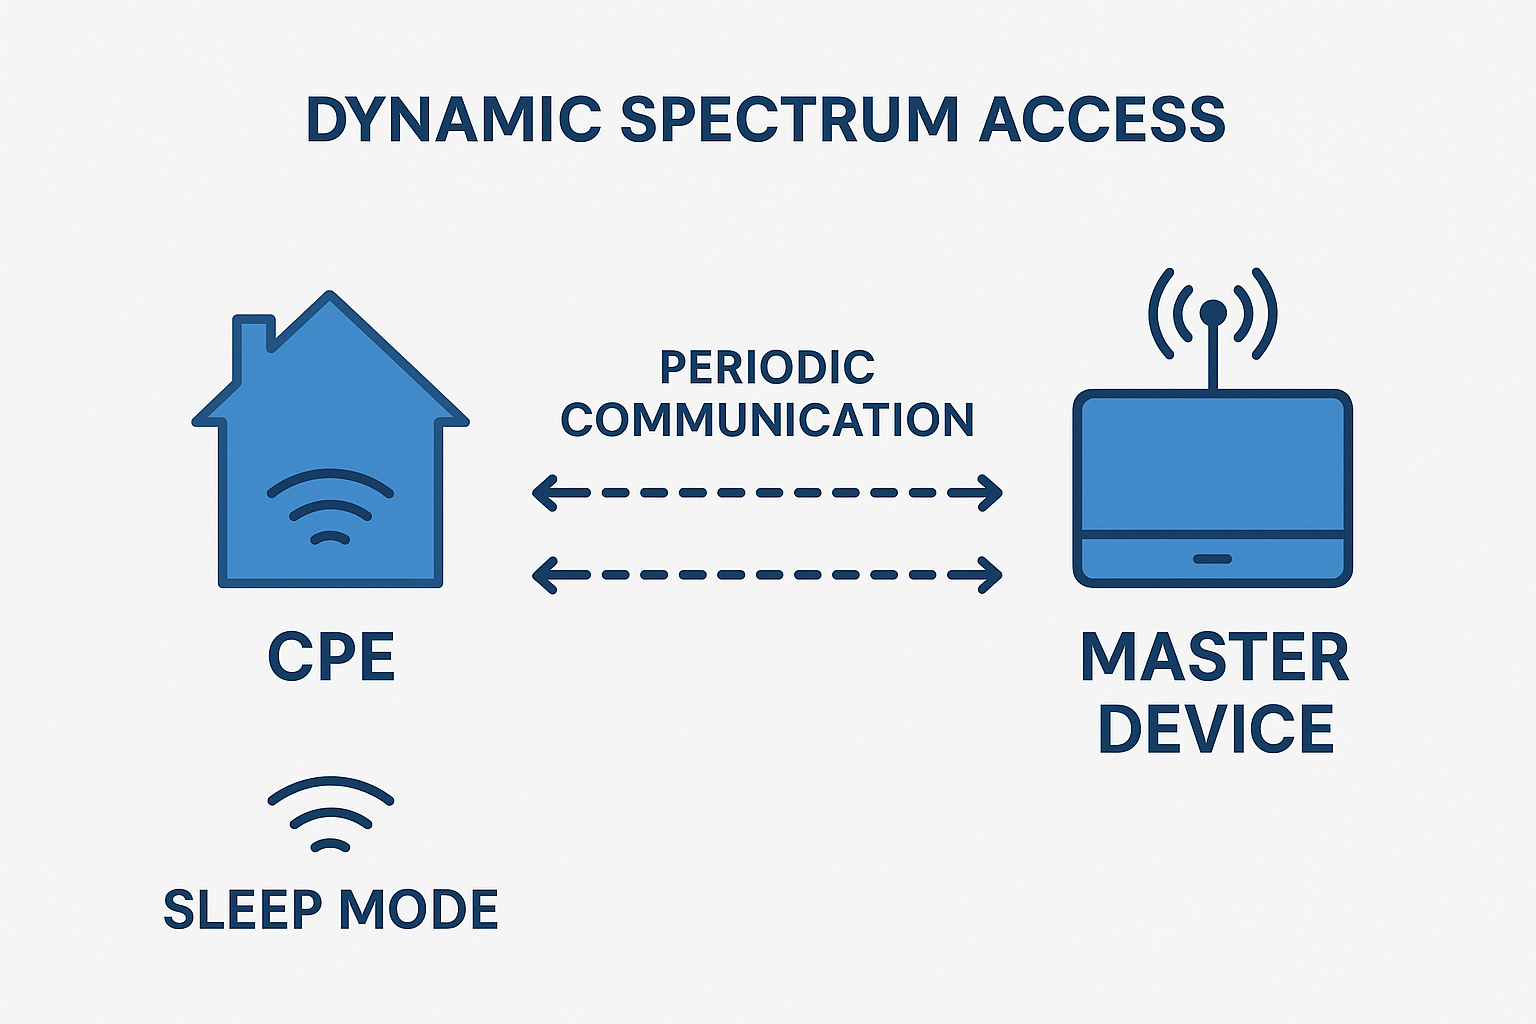 DYNAMIC SPECTRUM ACCESS
PERIODIC
COMMUNICATION
CPE
MASTER
DEVICE
SLEEP MODE